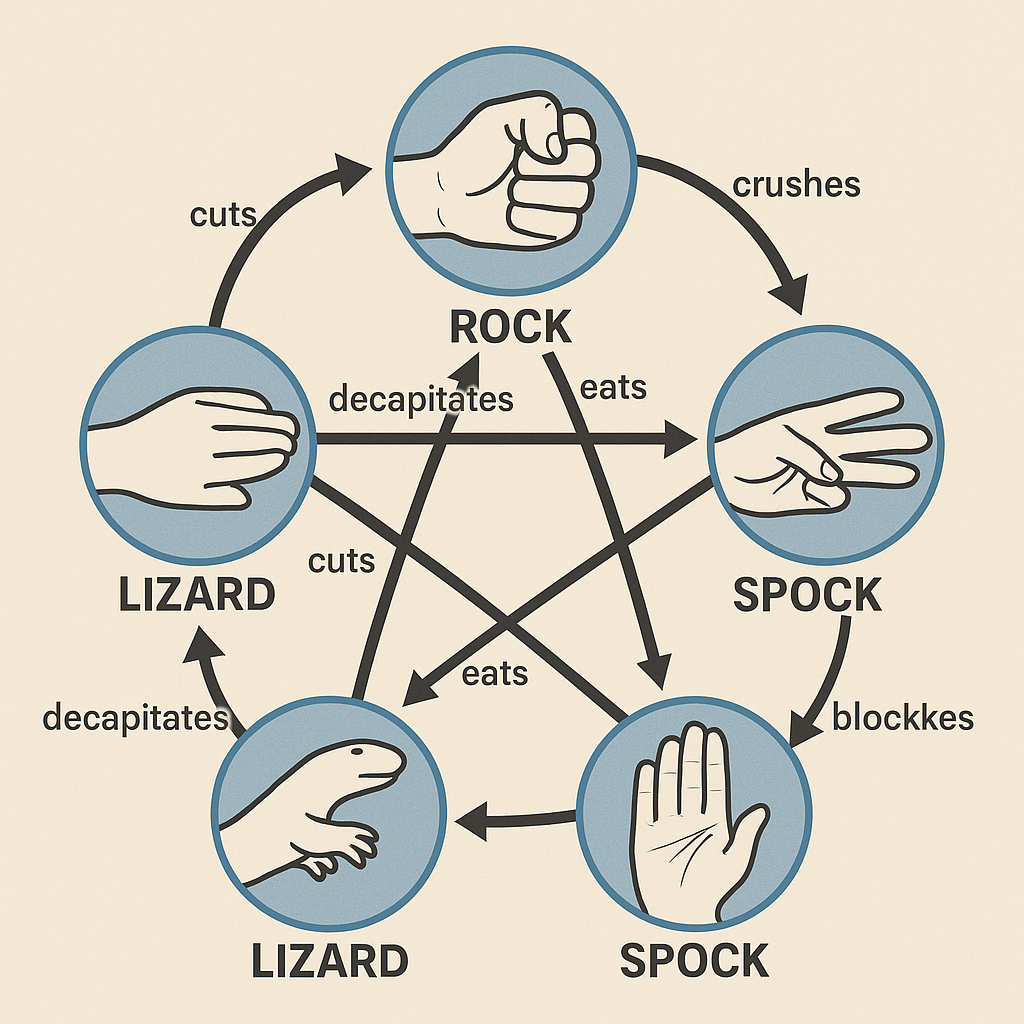 cuts
crushes
ROCK
decapitates
eats
cuts
LIZARD
SPOCK
eats
decapitates
blockkes
LIZARD
SPOCK